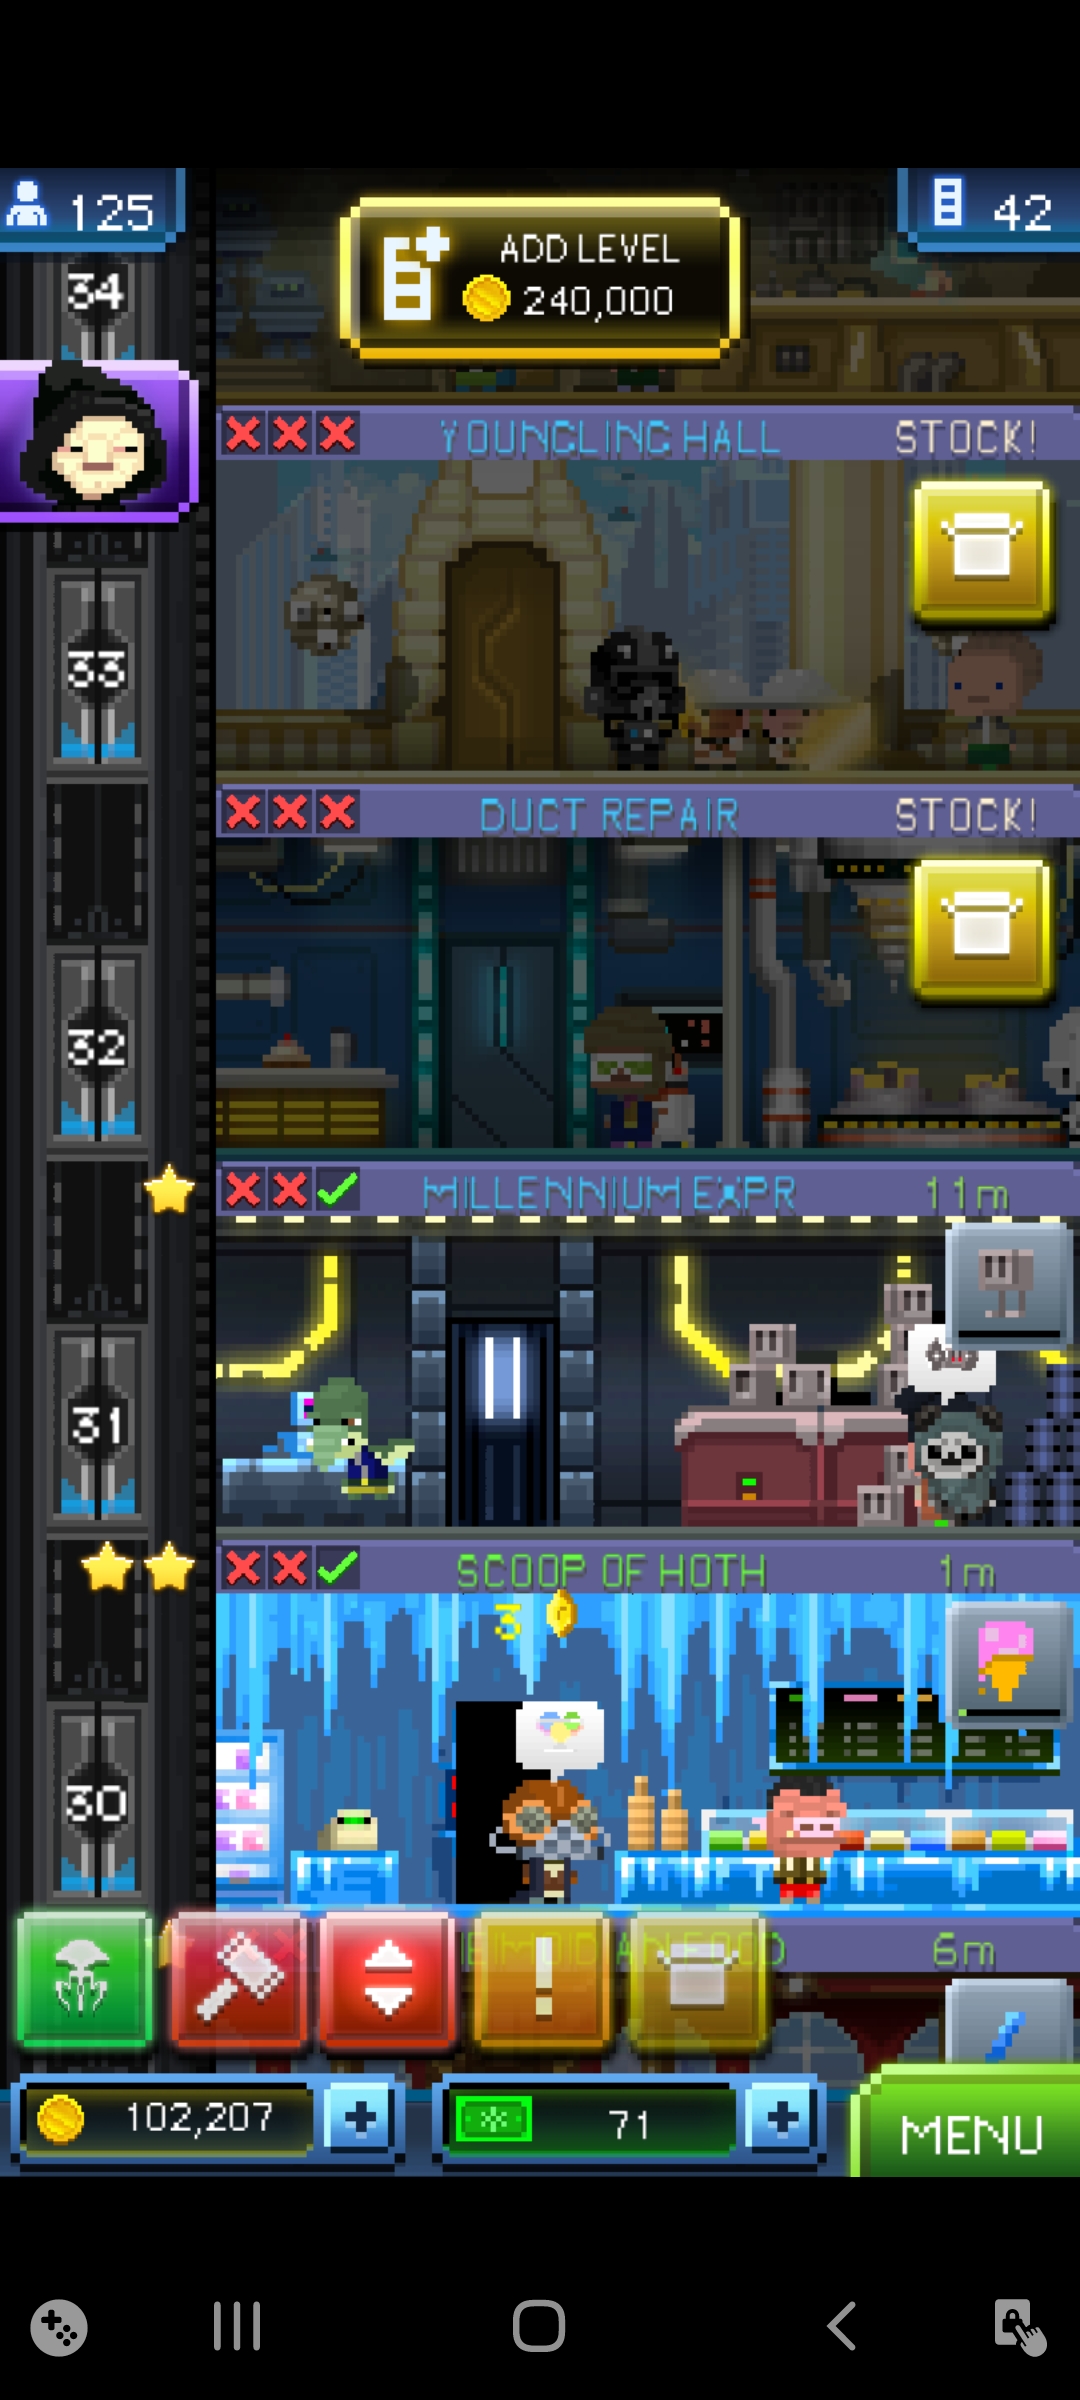 125
42
ADD LEVEL
240,000
34
YOUNGLING HALL
STOCK!
33
DUCT REPAIR
STOCK!
32
MILLENNIUM EXPR
11m
31
SCOOP OF HOTH
1m
3
30
6m
102,207
71
MENU